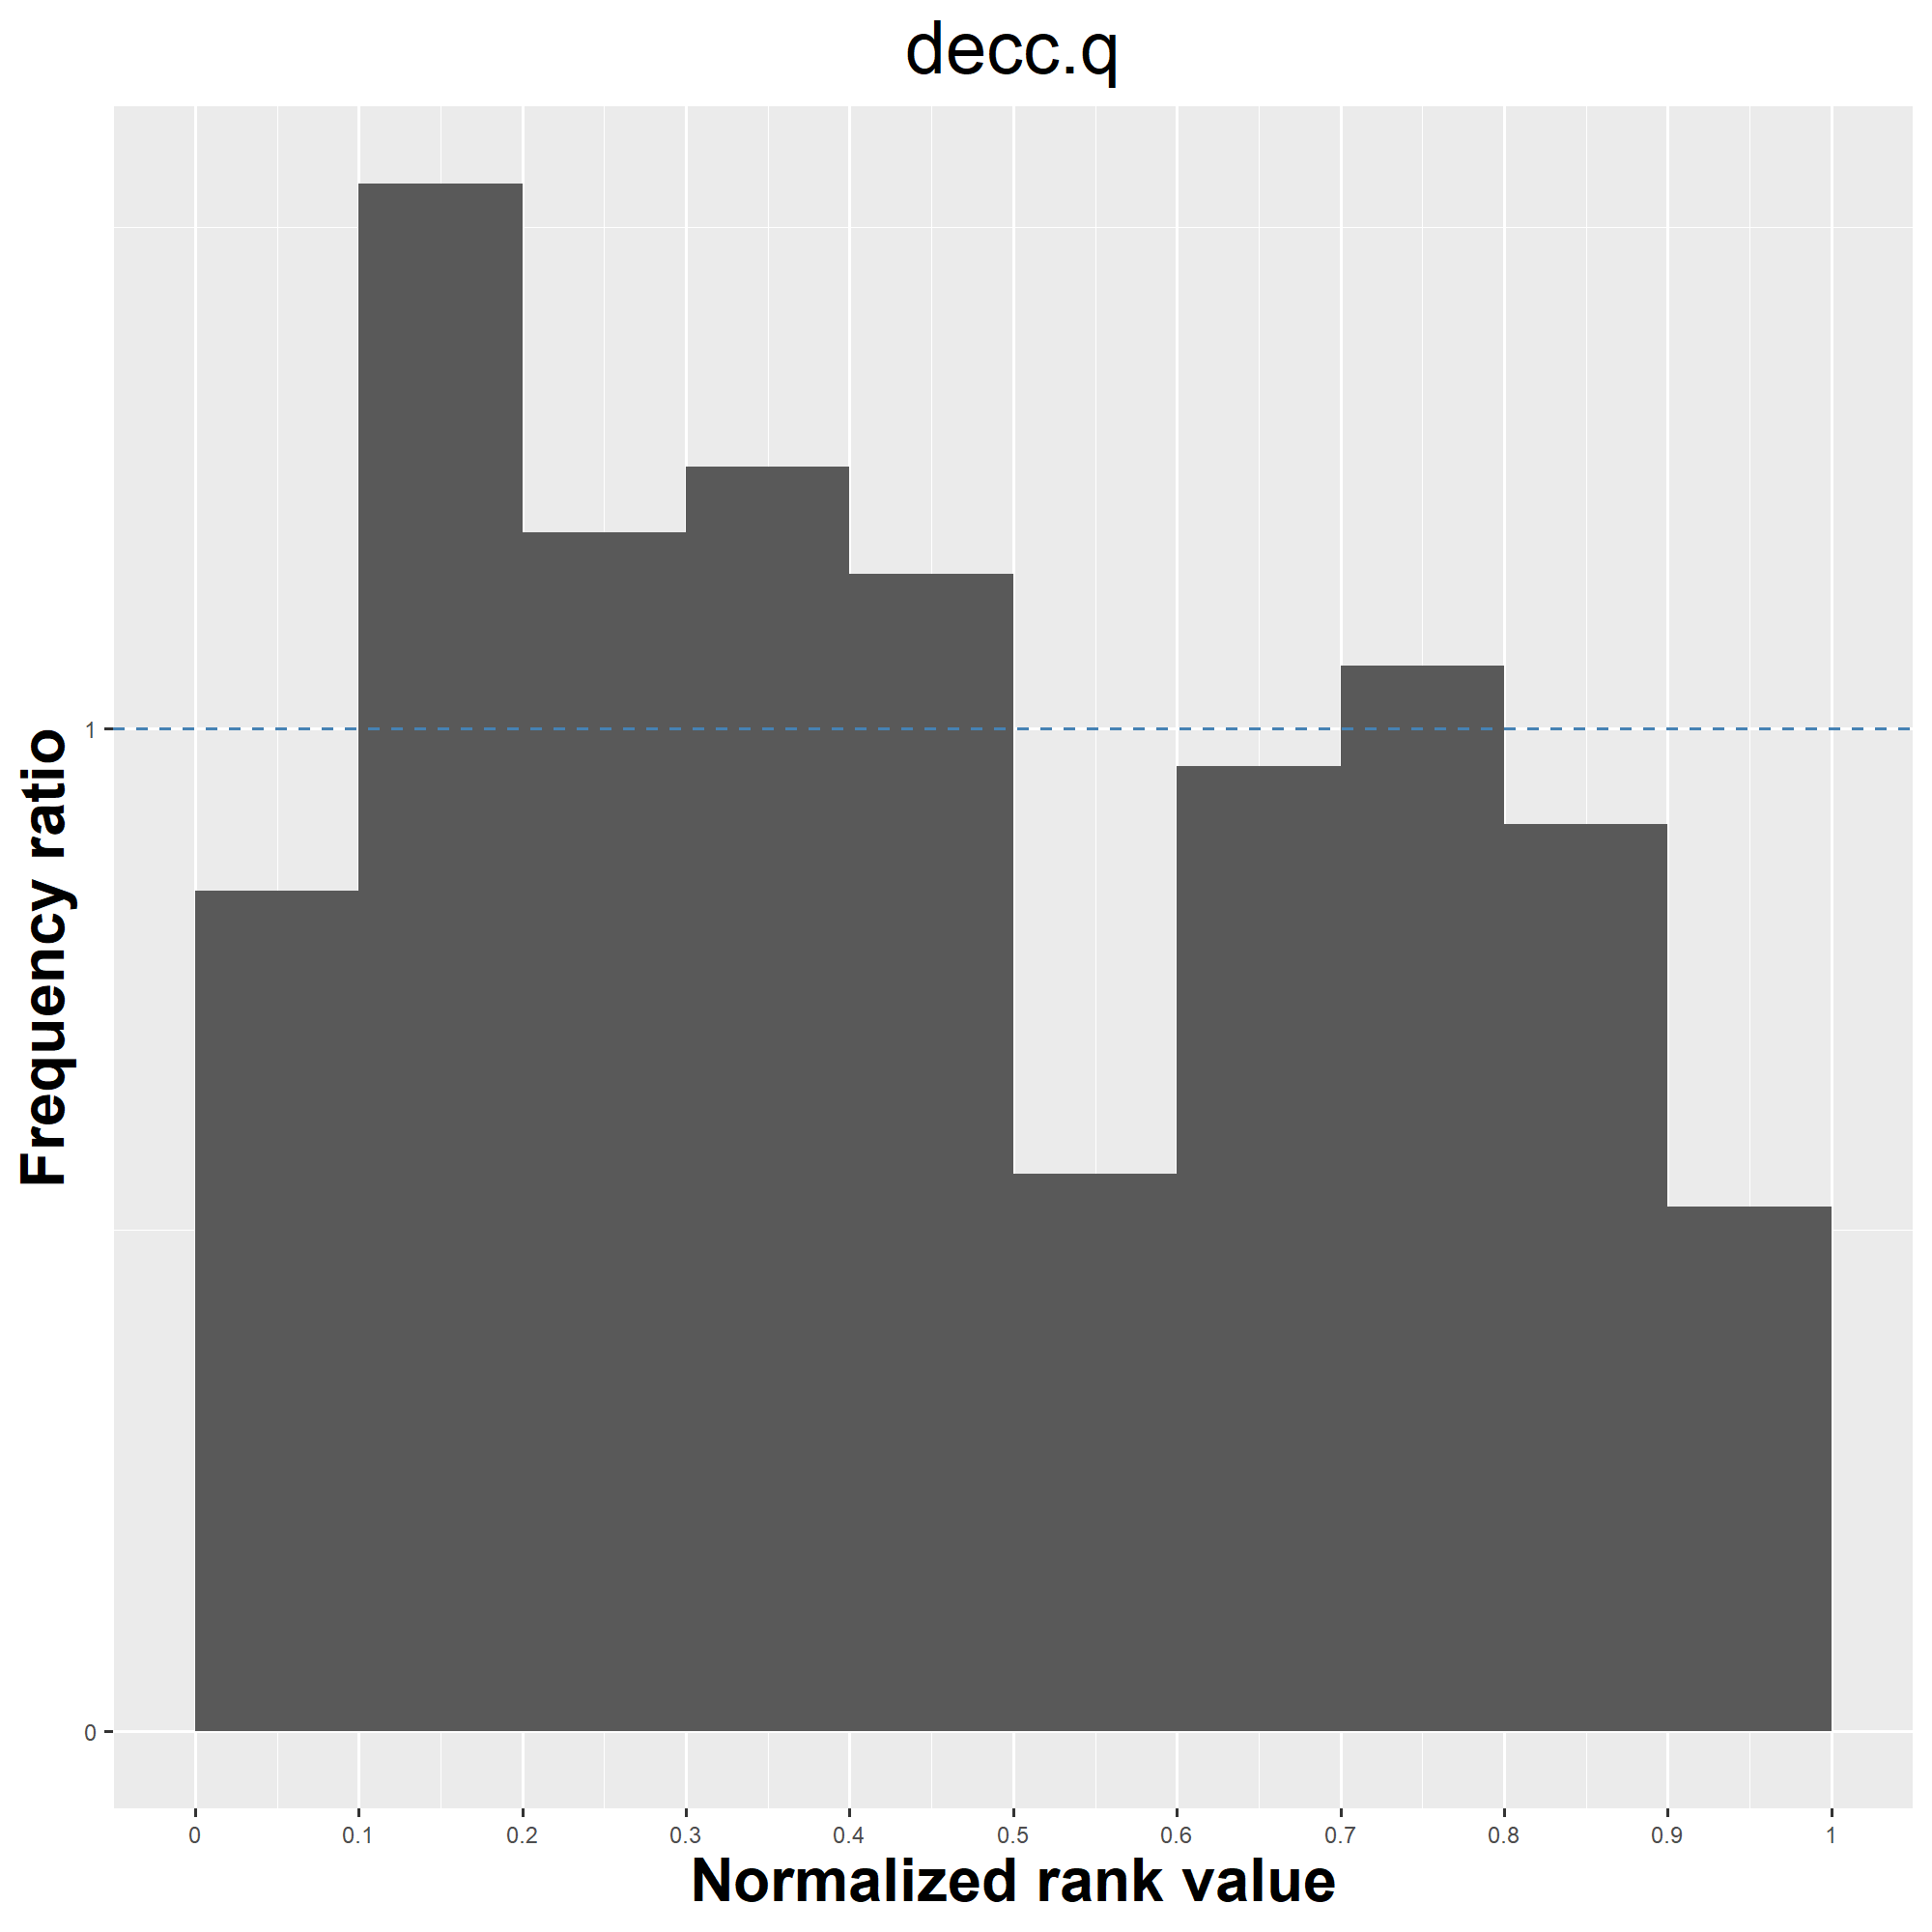 decc.q
Frequency ratio
1
0
0 0.1 0.2 0.3 0.4 0.5 0.6 0.7 0.8 0.9 1
Normalized rank value